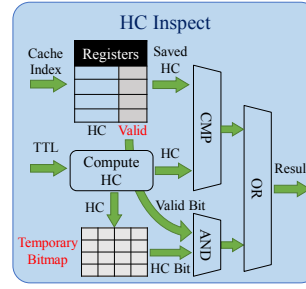 HC Inspect
Cache
Index
Registers
Saved
HC
HC
Valid
CMP
TTL
Compute
HC
HC
Result
OR
HC
Valid Bit
Temporary
Bitmap
AND
HC Bit